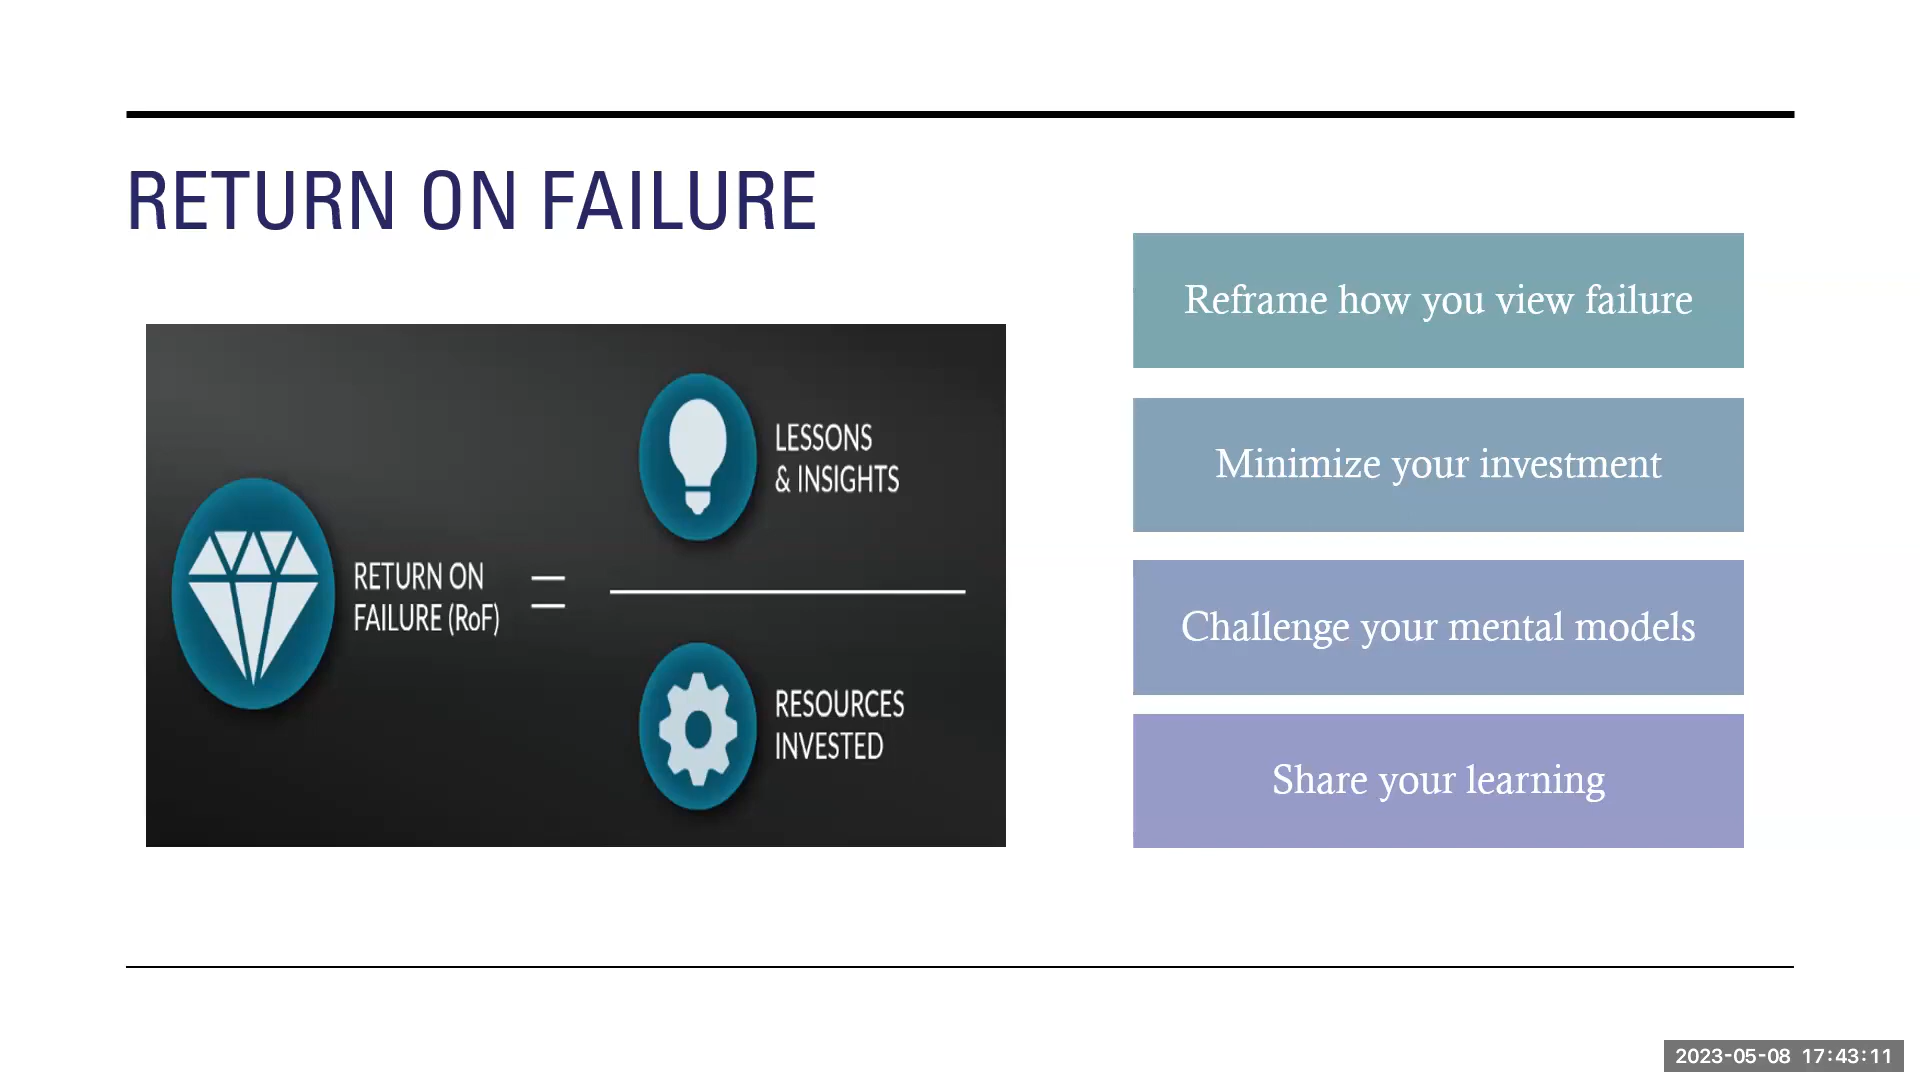 RETURN ON FAILURE
RETURN ON
FAILURE (RoF)
=
LESSONS
& INSIGHTS
RESOURCES
INVESTED
Reframe how you view failure
Minimize your investment
Challenge your mental models
Share your learning
2023-05-08 17:43:11